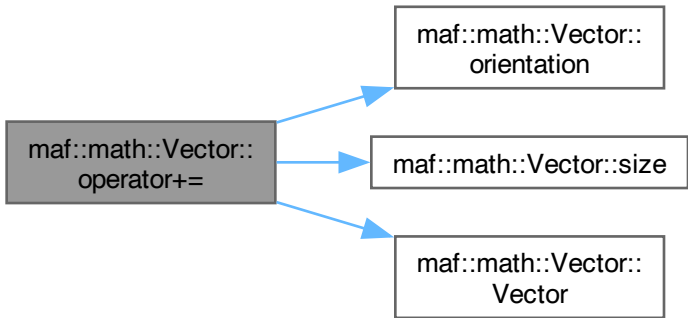 maf::math::Vector::
operator+=
maf::math::Vector::
orientation
maf::math::Vector::size
maf::math::Vector::
Vector